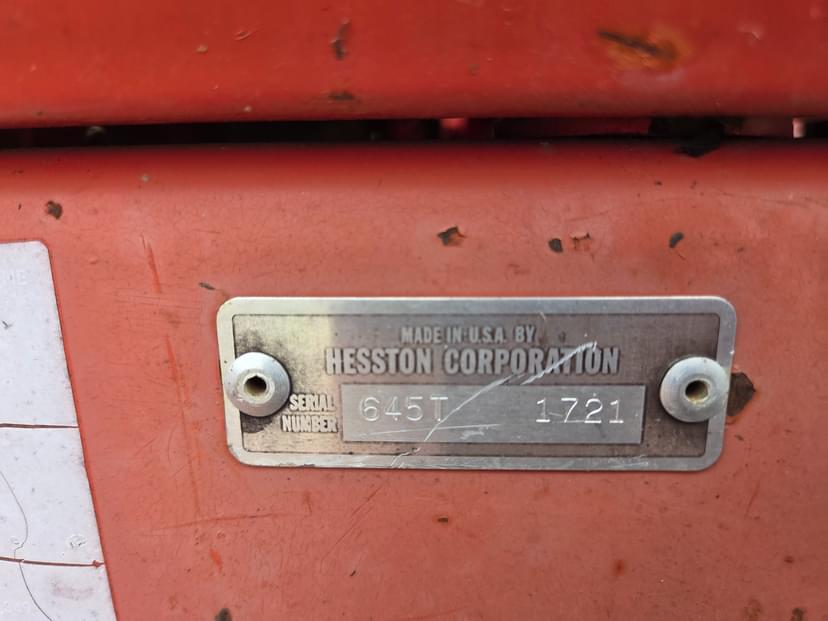 MADE IN U.S.A. BY
HESSTON CORPORATION
SERIAL
NUMBER
645T 1721